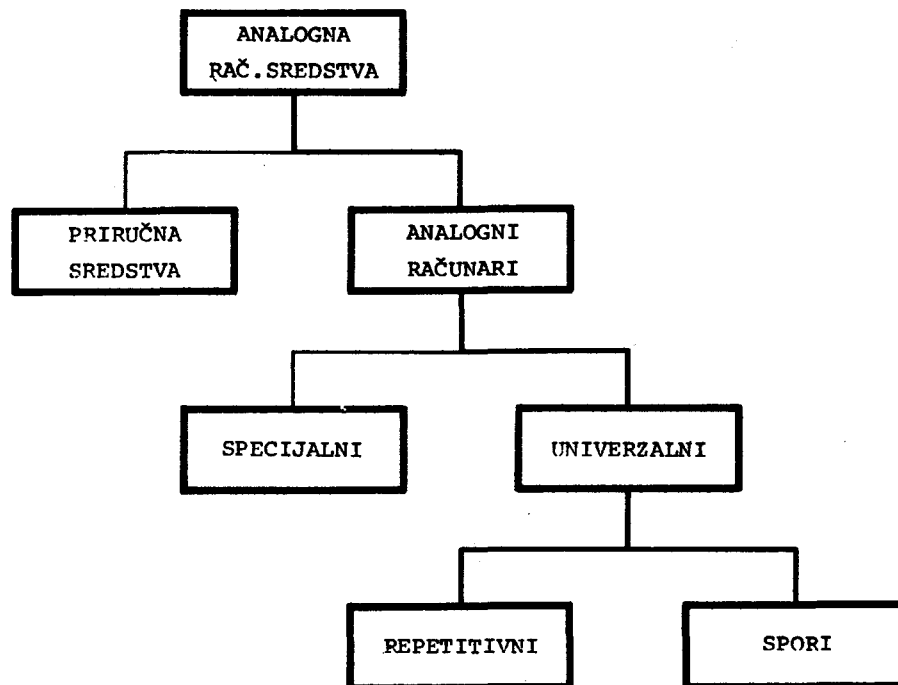 ANALOGNA
RAČ.SREDSTVA
PRIRUČNA
SREDSTVA
ANALOGNI
RAČUNARI
SPECIJALNI
UNIVERZALNI
REPETITIVNI
SPORI